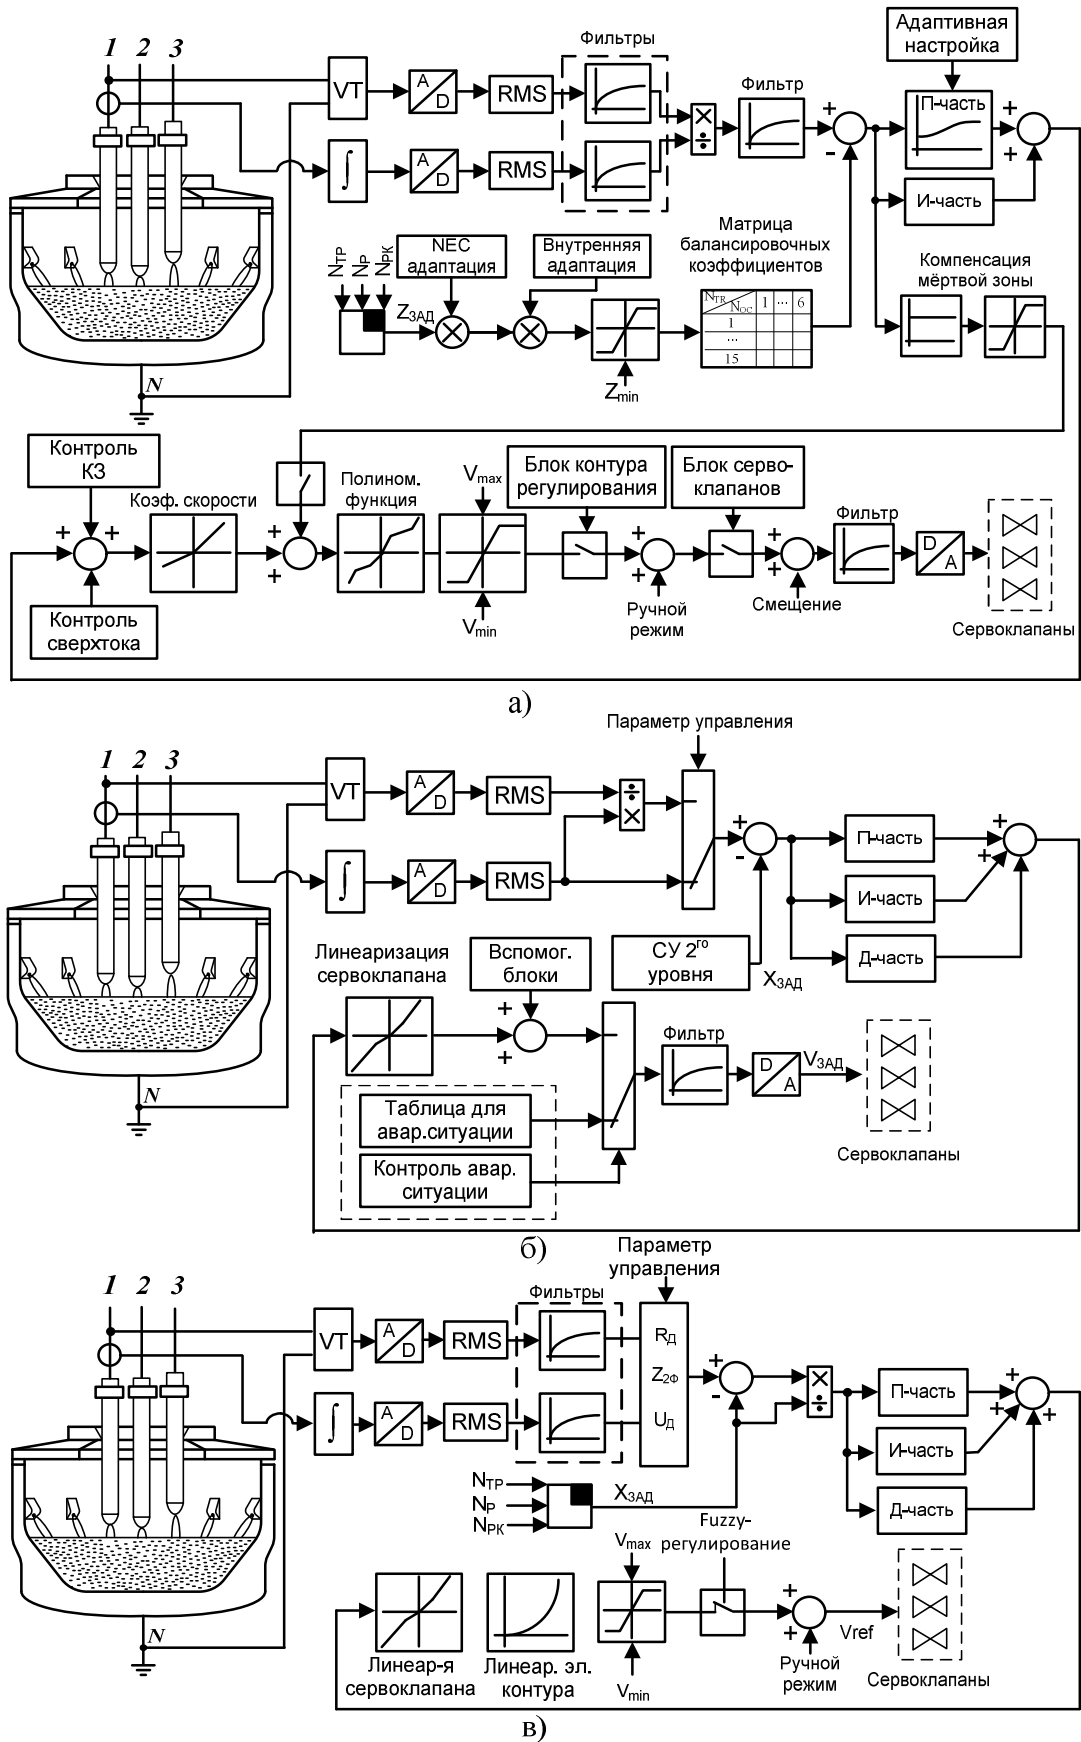 1 2 3
VT
A
D
RMS
Фильтры
Фильтр
×
÷
+
-
Адаптивная
настройка
П-часть
+
+
∫
A
D
RMS
И-часть
NТР
NР
NРК
ZЗАД
NEC
адаптация
Внутренняя
адаптация
Zmin
Матрица
балансировочных
коэффициентов
NTR
NOC
1 ... 6
1
...
15
Компенсация
мёртвой зоны
N
Контроль
КЗ
+
+
Контроль
сверхтока
Коэф. скорости
+
+
Полином.
функция
Vmax
Vmin
Блок контура
регулирования
+
+
Ручной
режим
Блок серво-
клапанов
+
+
Смещение
Фильтр
D
A
Сервоклапаны
а)
Параметр управления
1 2 3
VT
A
D
RMS
÷
×
+
-
П-часть
+
+
∫
A
D
RMS
И-часть
СУ 2го
уровня
XЗАД
Д-часть
Линеаризация
сервоклапана
Вспомог.
блоки
+
+
Фильтр
D
A
VЗАД
Сервоклапаны
Таблица для
авар.ситуации
Контроль авар.
ситуации
N
б)
Параметр
управления
1 2 3
VT
A
D
RMS
Фильтры
RД
Z2Ф
UД
+
-
×
÷
П-часть
+
+
+
∫
A
D
RMS
И-часть
Д-часть
NТР
NР
NРК
XЗАД
Fuzzy-
регулирование
Vmax
Vmin
Линеар-я
сервоклапана
Линеар. эл.
контура
+
+
Ручной
режим
Vref
Сервоклапаны
N
в)